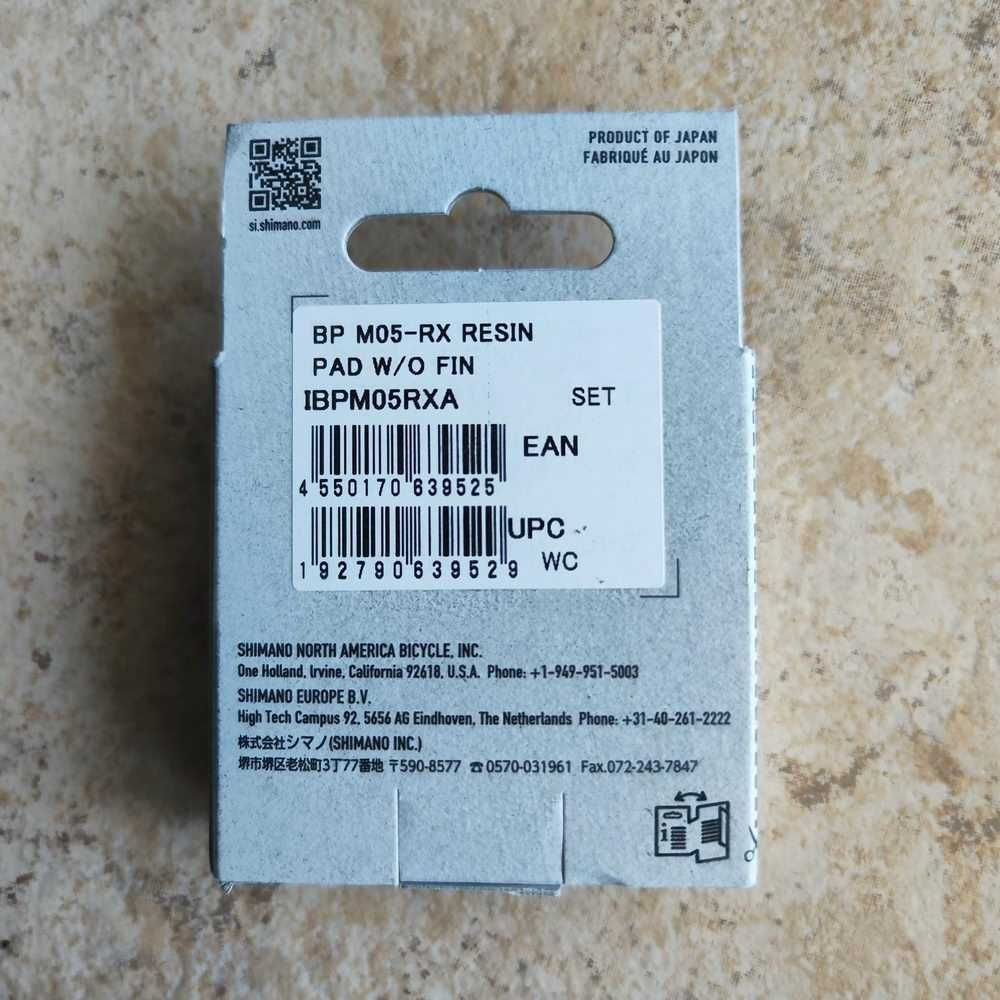 PRODUCT OF JAPAN
FABRIQUÉ AU JAPON
si.shimano.com
BP M05-RX RESIN
PAD W/O FIN
IBPM05RXA SET
EAN
4 550170 639525
UPC
1 92790 63952 9 WC
SHIMANO NORTH AMERICA BICYCLE, INC.
One Holland, Irvine, California 92618, U.S.A. Phone: +1-949-951-5003
SHIMANO EUROPE B.V.
High Tech Campus 92, 5656 AG Eindhoven, The Netherlands Phone: +31-40-261-2222
株式会社シマノ(SHIMANO INC.)
堺市堺区老松町3丁77番地 〒590-8577 ☎0570-031961 Fax.072-243-7847
i